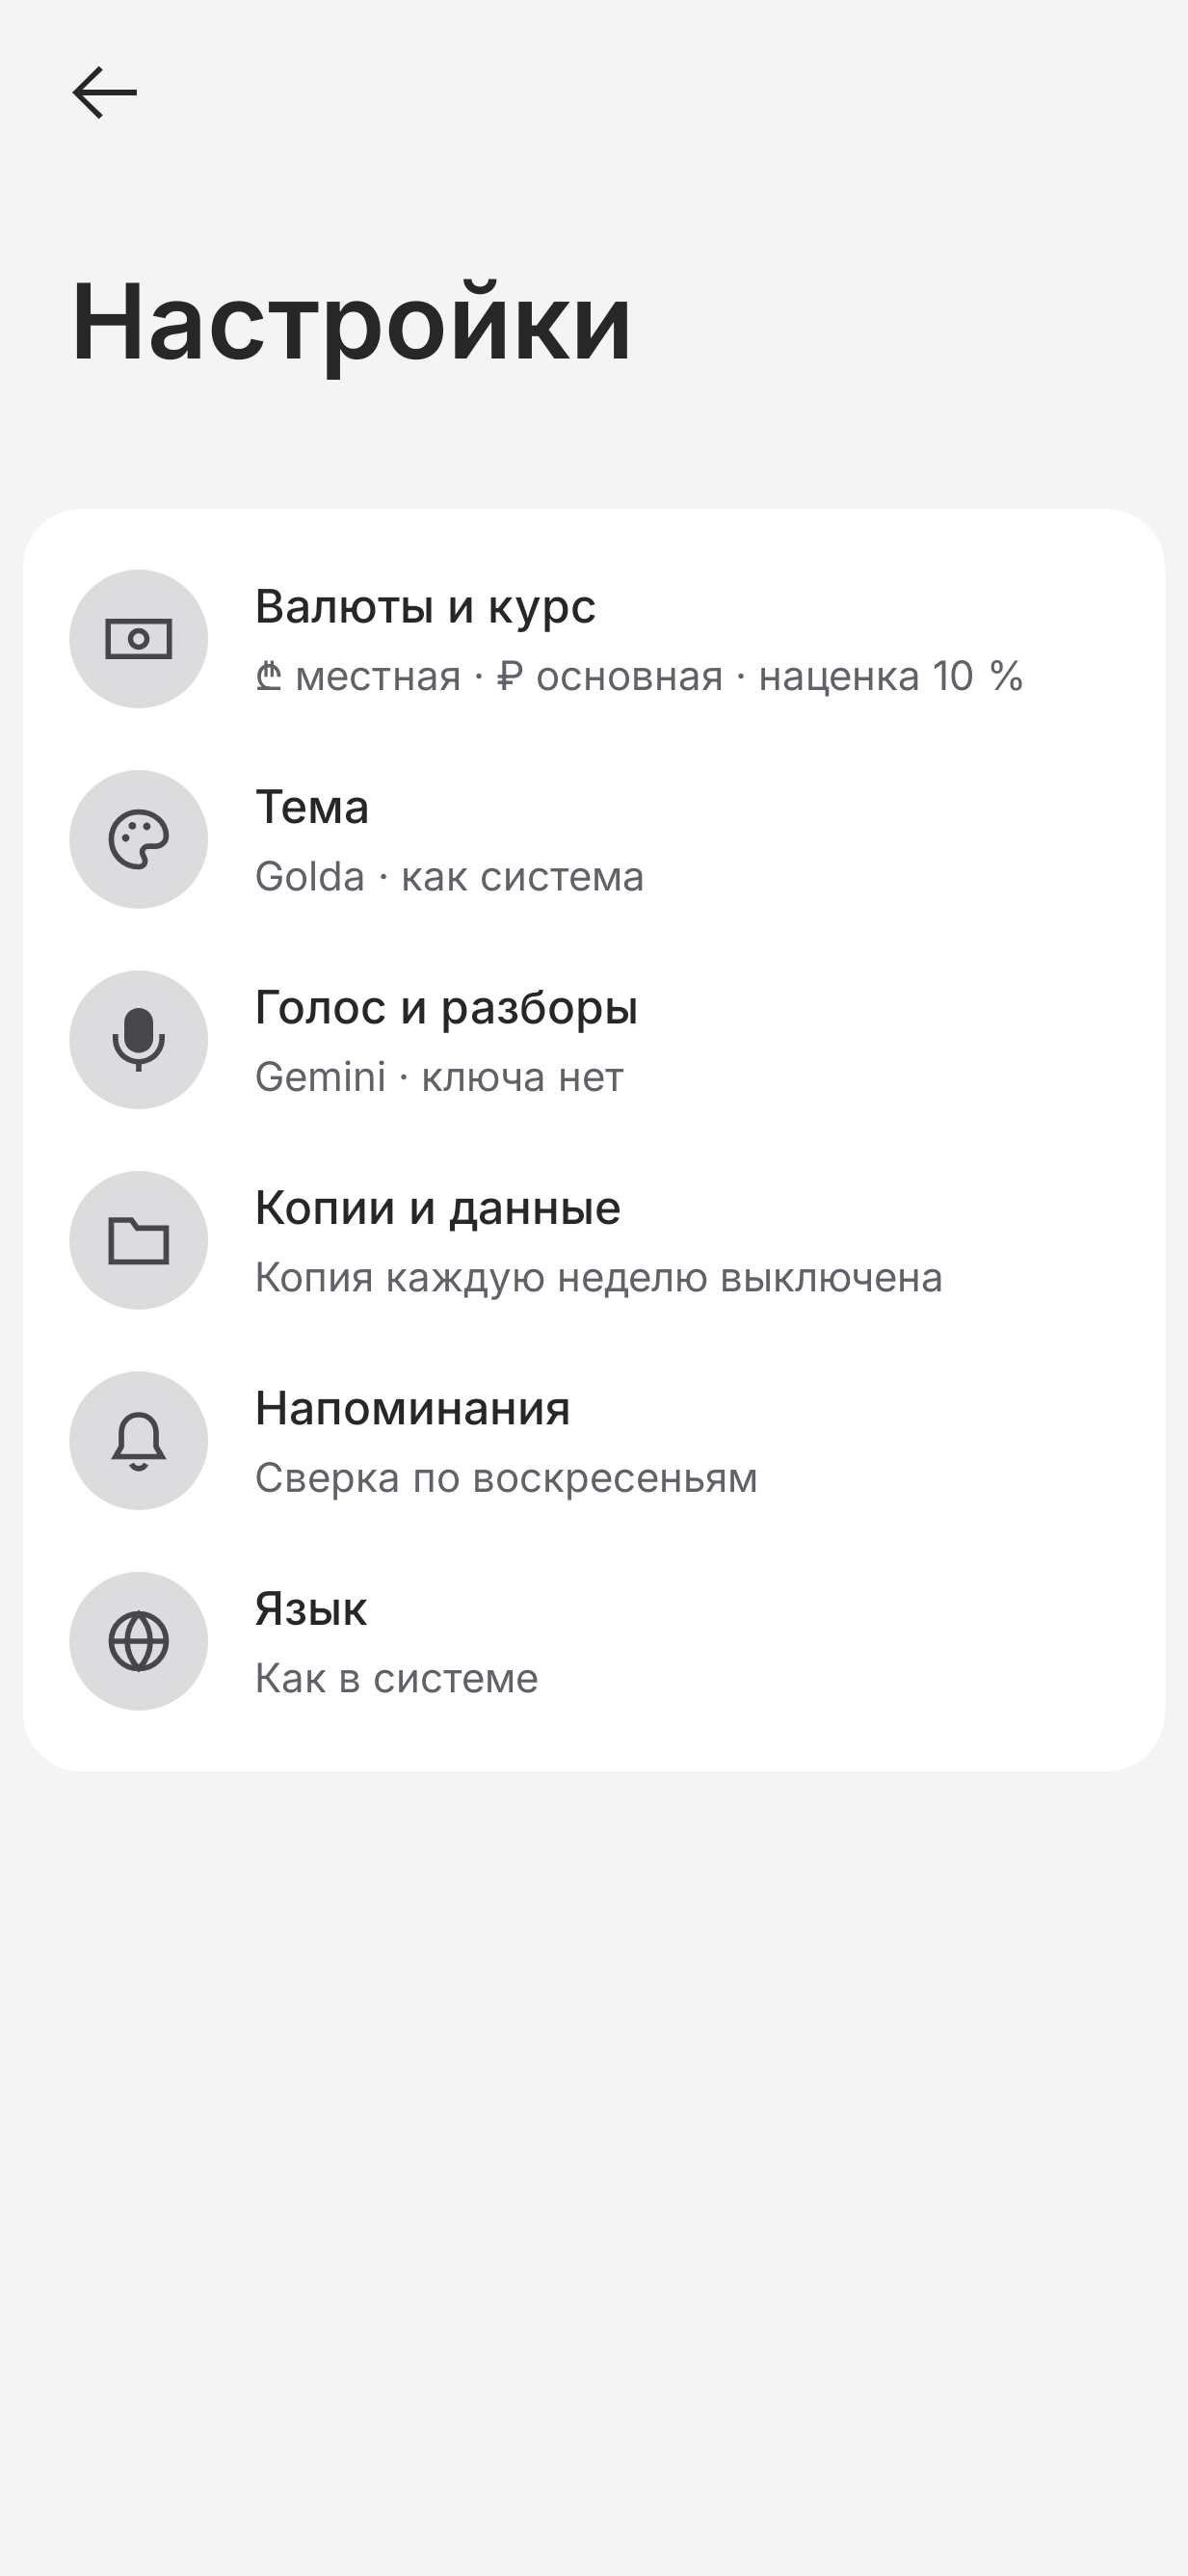 Настройки
Валюты и курс
₾ местная · ₽ основная · наценка 10 %
Тема
Golda · как система
Голос и разборы
Gemini · ключа нет
Копии и данные
Копия каждую неделю выключена
Напоминания
Сверка по воскресеньям
Язык
Как в системе